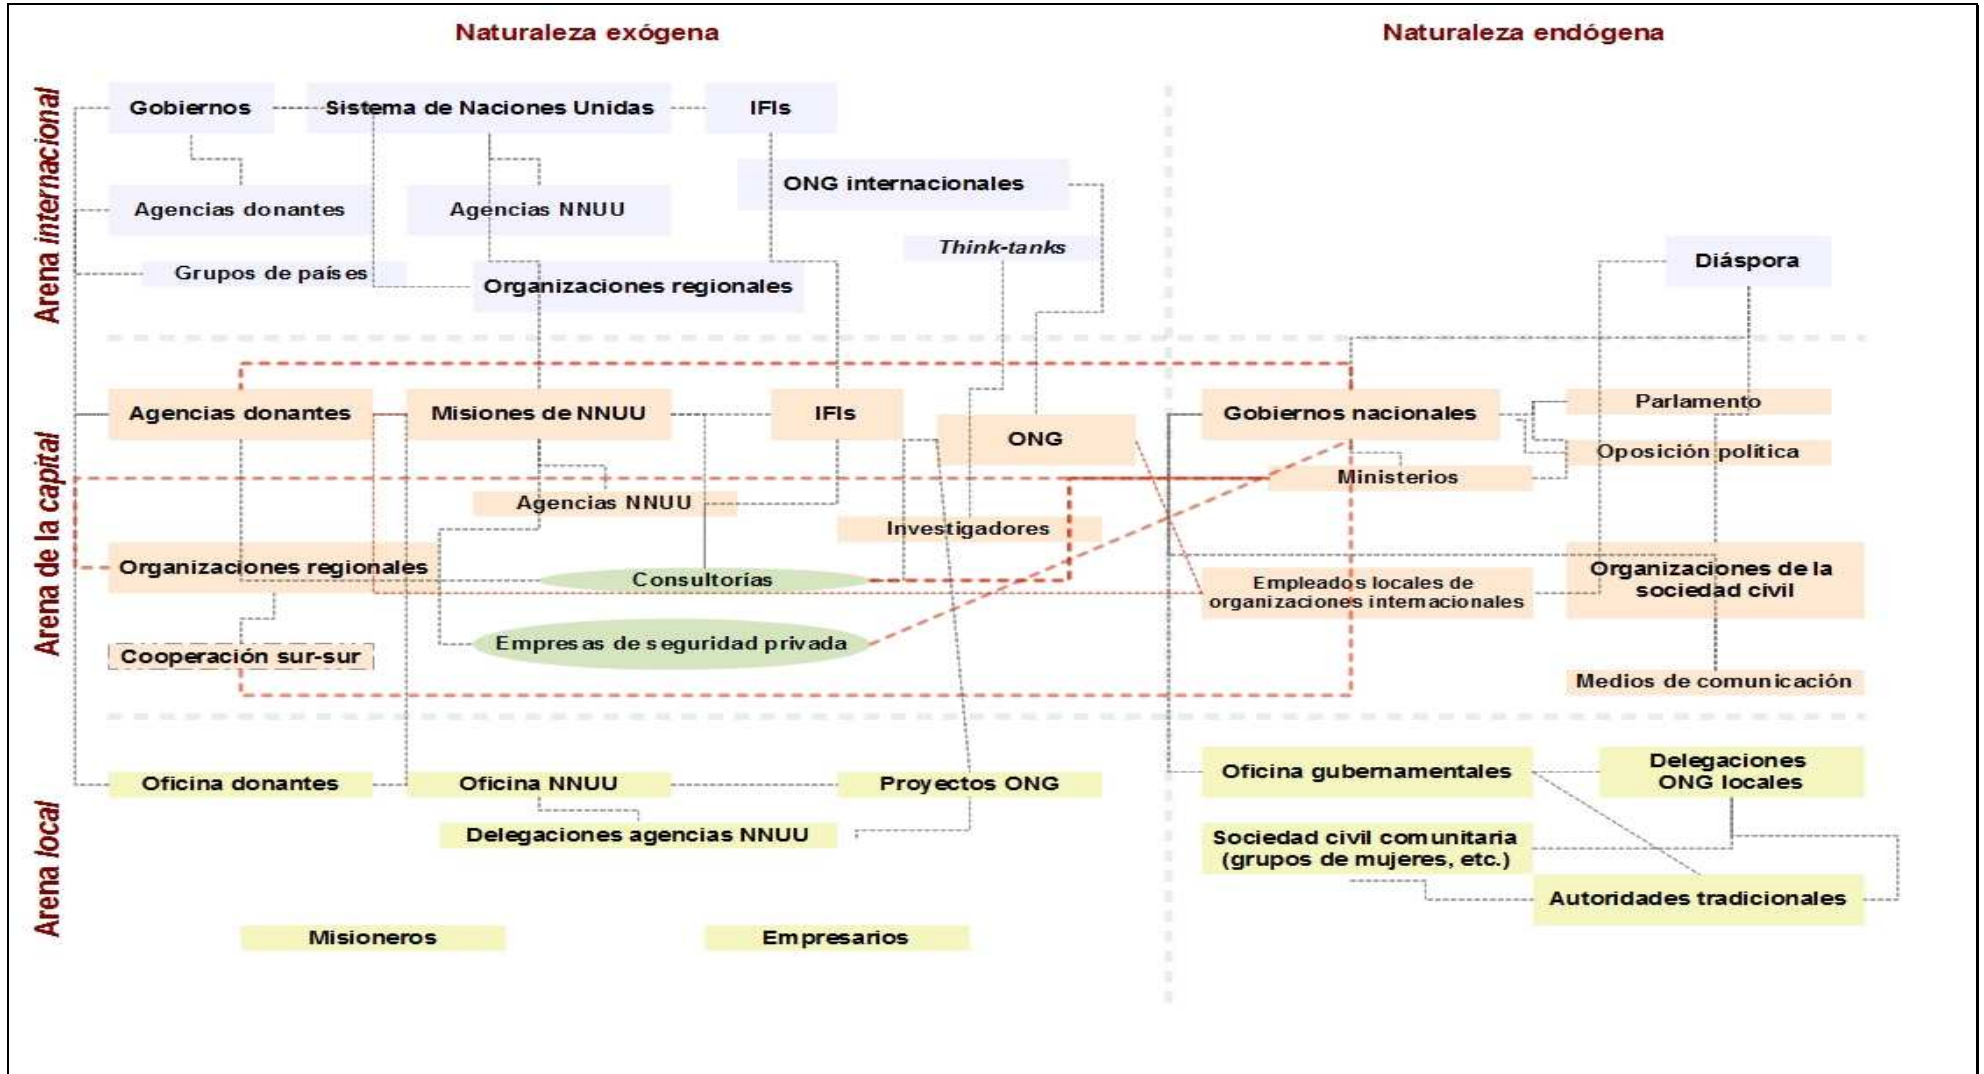 Naturaleza exógena
Naturaleza endógena
Arena internacional
Gobiernos
Sistema de Naciones Unidas
IFIs
ONG internacionales
Agencias donantes
Agencias NNUU
Think-tanks
Grupos de países
Organizaciones regionales
Diáspora
Arena de la capital
Agencias donantes
Misiones de NNUU
IFIs
ONG
Gobiernos nacionales
Parlamento
Oposición política
Ministerios
Agencias NNUU
Investigadores
Organizaciones regionales
Consultorías
Empleados locales de
organizaciones internacionales
Organizaciones de la
sociedad civil
Empresas de seguridad privada
Cooperación sur-sur
Medios de comunicación
Arena local
Oficina donantes
Oficina NNUU
Proyectos ONG
Oficina gubernamentales
Delegaciones
ONG locales
Delegaciones agencias NNUU
Sociedad civil comunitaria
(grupos de mujeres, etc.)
Autoridades tradicionales
Misioneros
Empresarios